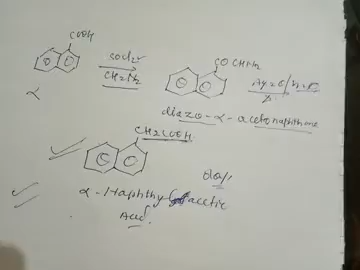 COOH
SOCl2
CH2N2
COCHN2
Ag2O/H2O
Δ
α
diazo-α-acetonaphthone
CH2COOH
α-Naphthyl acetic
Acid.